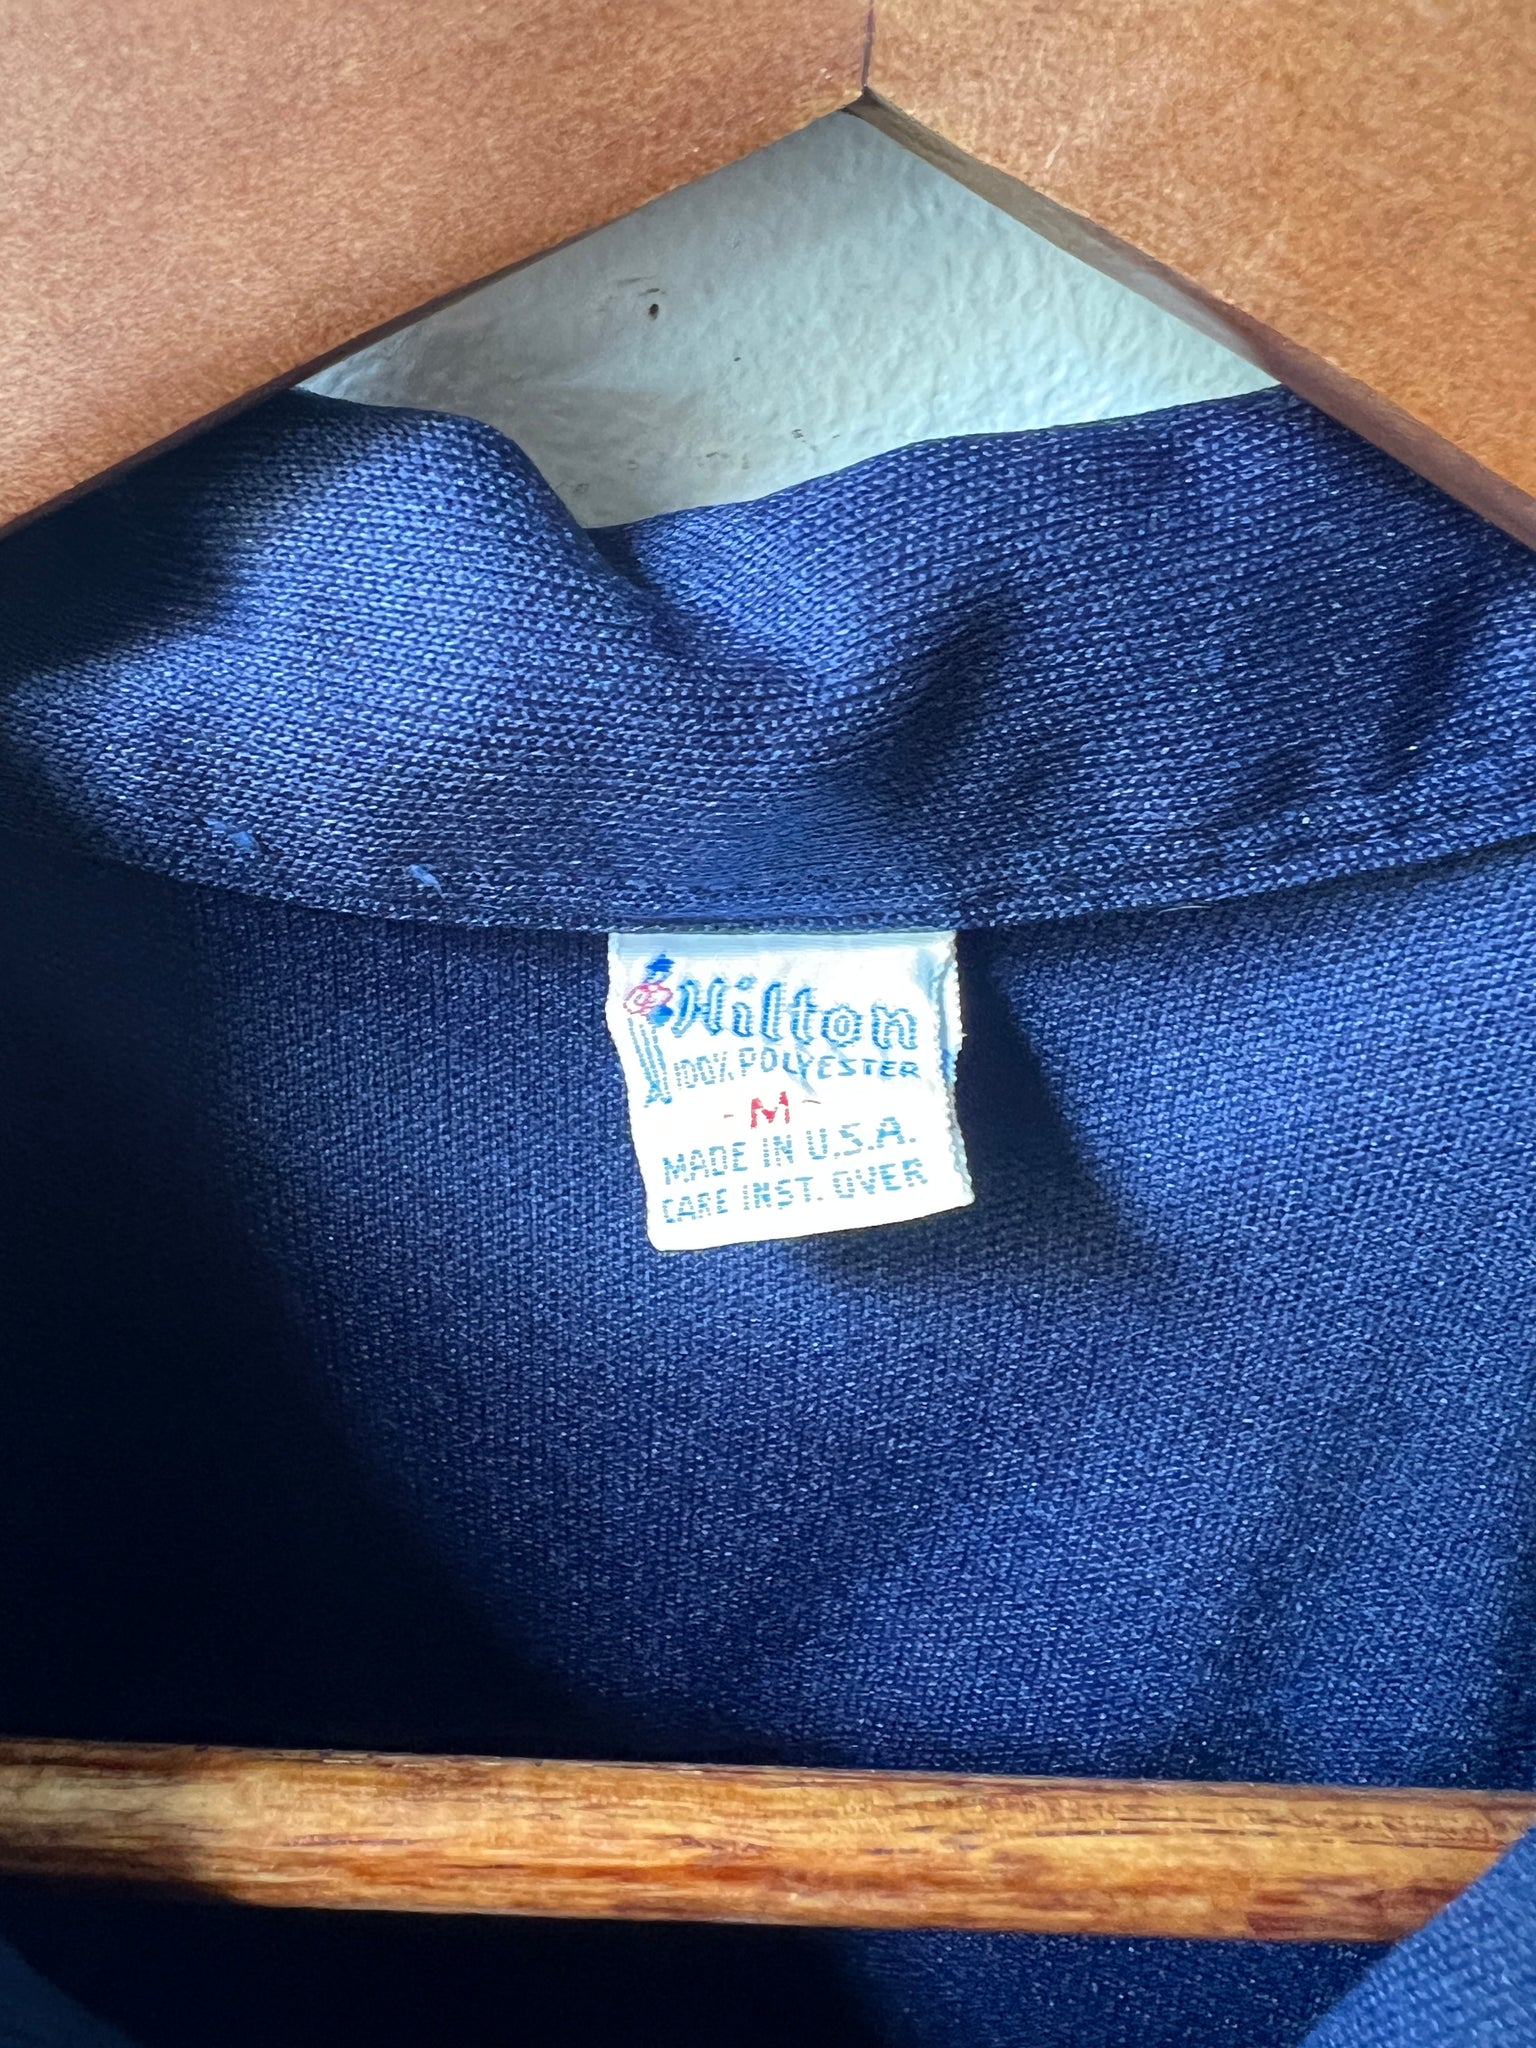 Hilton
100% POLYESTER
- M -
MADE IN U.S.A.
CARE INST. OVER